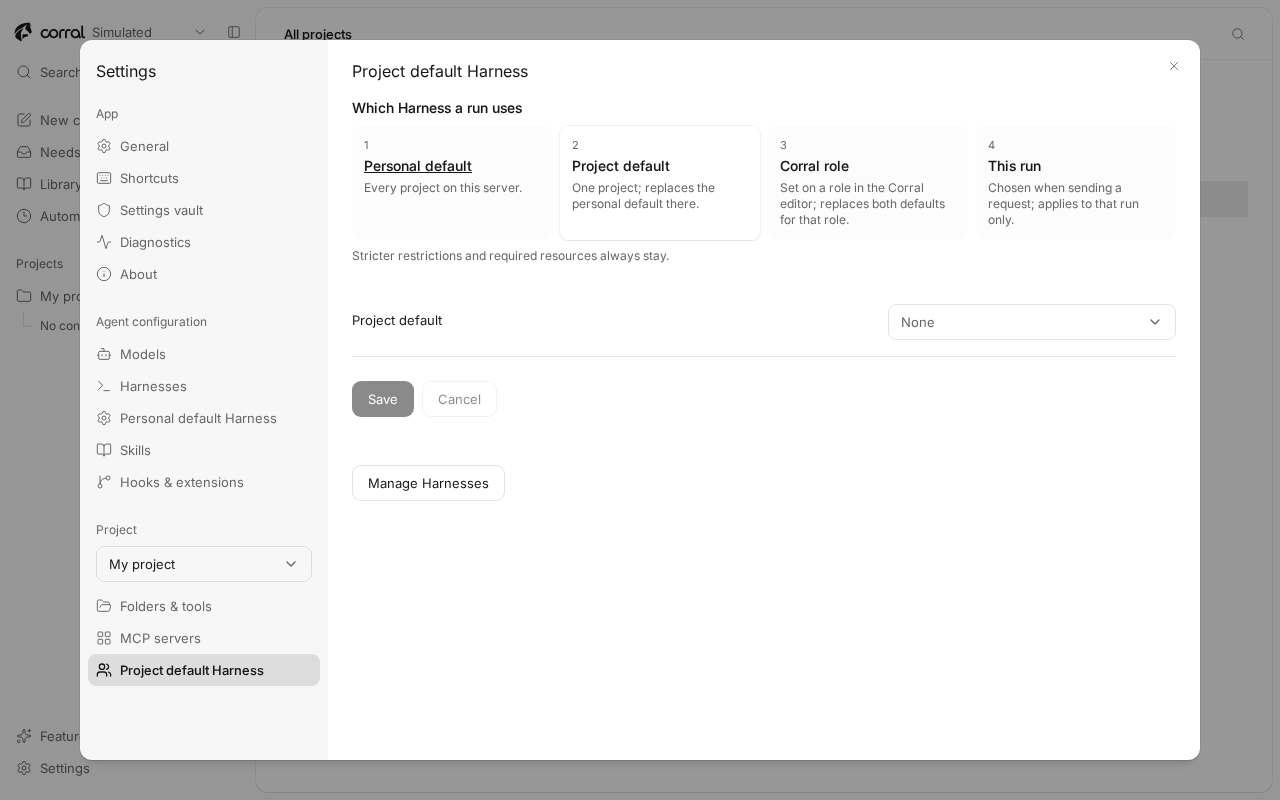 corral Simulated
All projects
Search
New c
Needs
Library
Autom
Projects
My pro
No con
Featur
Settings
Settings
App
General
Shortcuts
Settings vault
Diagnostics
About
Agent configuration
Models
Harnesses
Personal default Harness
Skills
Hooks & extensions
Project
My project
Folders & tools
MCP servers
Project default Harness
Project default Harness
Which Harness a run uses
1
Personal default
Every project on this server.
2
Project default
One project; replaces the
personal default there.
3
Corral role
Set on a role in the Corral
editor; replaces both defaults
for that role.
4
This run
Chosen when sending a
request; applies to that run
only.
Stricter restrictions and required resources always stay.
Project default
None
Save
Cancel
Manage Harnesses